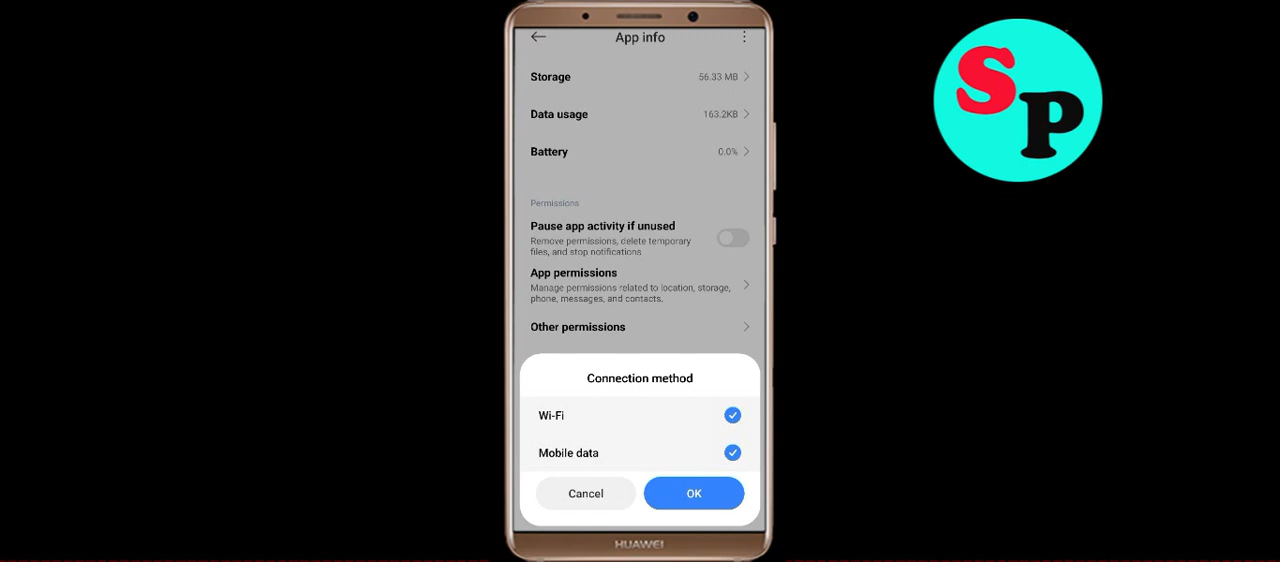 App info
Storage 56.33 MB
Data usage 163.2KB
Battery 0.0%
Permissions
Pause app activity if unused
Remove permissions, delete temporary
files, and stop notifications
App permissions
Manage permissions related to location, storage,
phone, messages, and contacts.
Other permissions
Connection method
Wi-Fi
Mobile data
Cancel OK
HUAWEI
SP